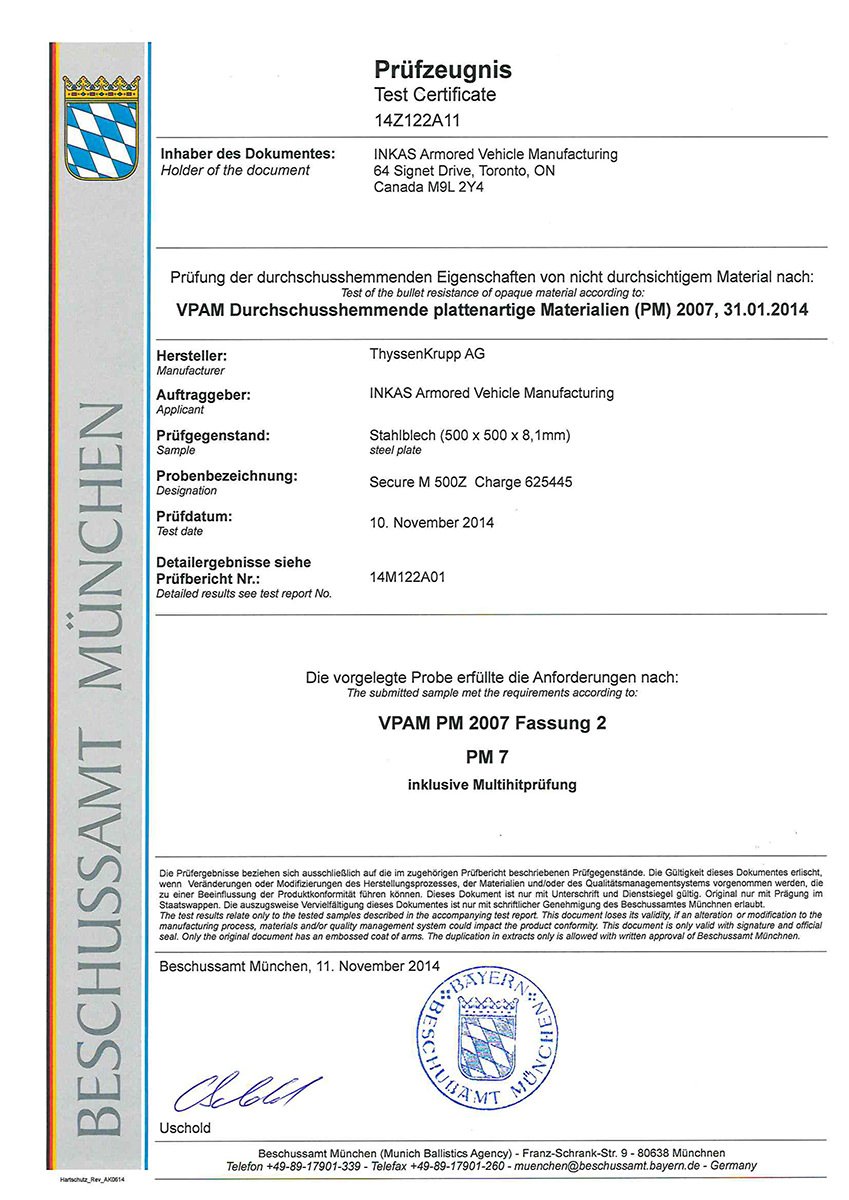 Prüfzeugnis
Test Certificate
14Z122A11
Inhaber des Dokumentes: INKAS Armored Vehicle Manufacturing
Holder of the document 64 Signet Drive, Toronto, ON
Canada M9L 2Y4
Prüfung der durchschusshemmenden Eigenschaften von nicht durchsichtigem Material nach:
Test of the bullet resistance of opaque material according to:
VPAM Durchschusshemmende plattenartige Materialien (PM) 2007, 31.01.2014
Hersteller: ThyssenKrupp AG
Manufacturer
Auftraggeber: INKAS Armored Vehicle Manufacturing
Applicant
Prüfgegenstand: Stahlblech (500 x 500 x 8,1mm)
Sample steel plate
Probenbezeichnung: Secure M 500Z Charge 625445
Designation
Prüfdatum: 10. November 2014
Test date
Detailergebnisse siehe
Prüfbericht Nr.: 14M122A01
Detailed results see test report No.
Die vorgelegte Probe erfüllte die Anforderungen nach:
The submitted sample met the requirements according to:
VPAM PM 2007 Fassung 2
PM 7
inklusive Multihitprüfung
Die Prüfergebnisse beziehen sich ausschließlich auf die im zugehörigen Prüfbericht beschriebenen Prüfgegenstände. Die Gültigkeit dieses Dokumentes erlischt,
wenn Veränderungen oder Modifizierungen des Herstellungsprozesses, der Materialien und/oder des Qualitätsmanagementsystems vorgenommen werden, die
zu einer Beeinflussung der Produktkonformität führen können. Dieses Dokument ist nur mit Unterschrift und Dienstsiegel gültig. Original nur mit Prägung im
Staatswappen. Die auszugsweise Vervielfältigung dieses Dokumentes ist nur mit schriftlicher Genehmigung des Beschussamtes Münchens erlaubt.
The test results relate only to the tested samples described in the accompanying test report. This document loses its validity, if an alteration or modification to the
manufacturing process, materials and/or quality management system could impact the product conformity. This document is only valid with signature and official
seal. Only the original document has an embossed coat of arms. The duplication in extracts only is allowed with written approval of Beschussamt Münchnen.
Beschussamt München, 11. November 2014
BAYERN
BESCHUßAMT MÜNCHEN
Uschold
Beschussamt München (Munich Ballistics Agency) - Franz-Schrank-Str. 9 - 80638 Münchnen
Telefon +49-89-17901-339 - Telefax +49-89-17901-260 - muenchen@beschussamt.bayern.de - Germany
Hartschutz_Rev_AK0614
BESCHUSSAMT MÜNCHEN